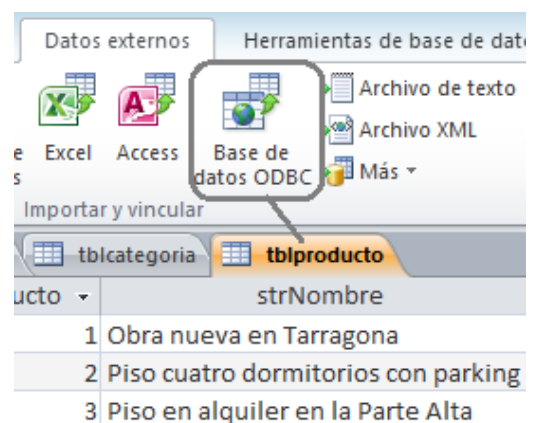 Datos externos
Herramientas de base de dat
Excel
Access
Base de
datos ODBC
Archivo de texto
Archivo XML
Más
Importar y vincular
tblcategoria
tblproducto
ucto
strNombre
1 Obra nueva en Tarragona
2 Piso cuatro dormitorios con parking
3 Piso en alquiler en la Parte Alta